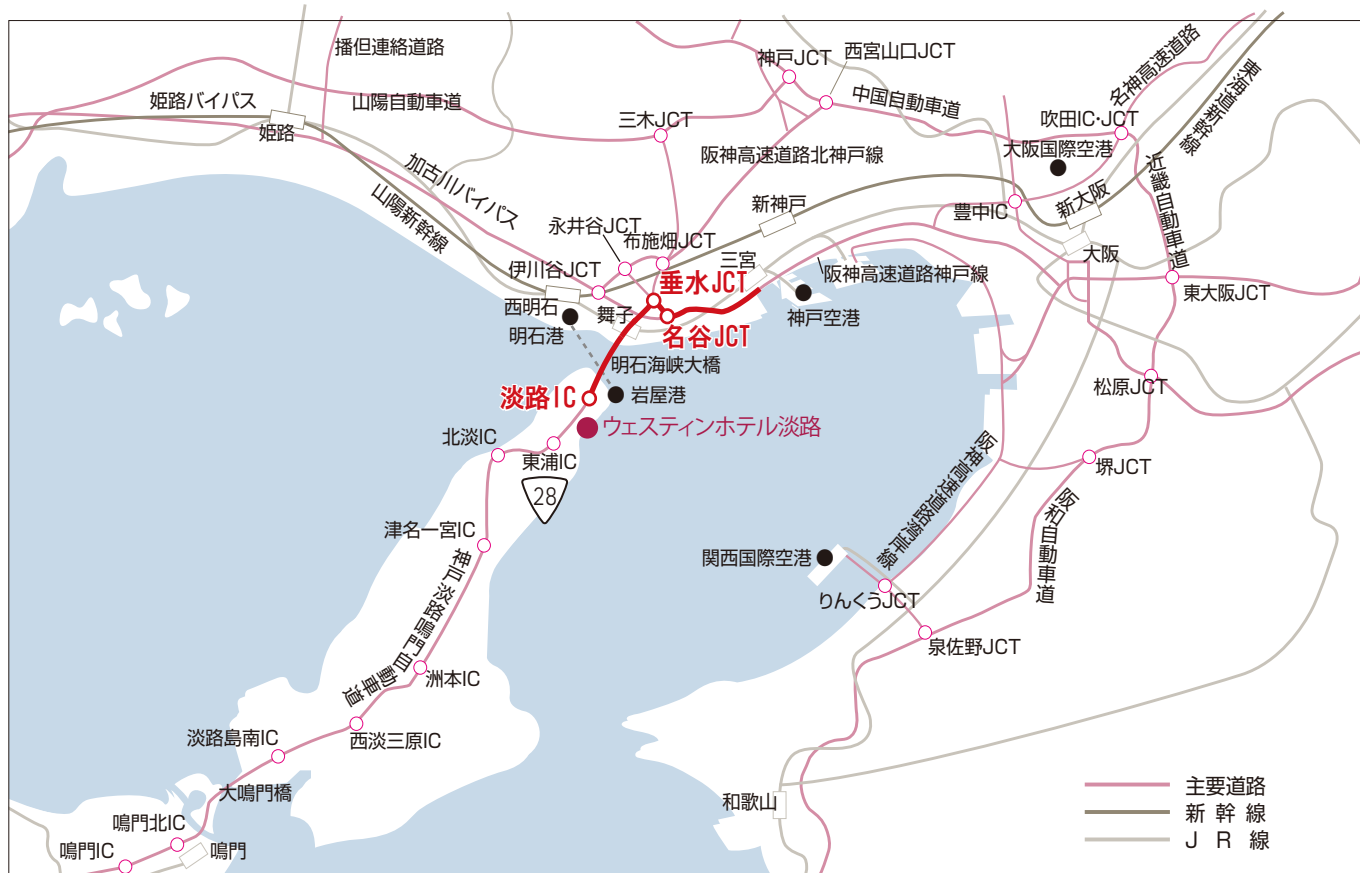 播但連絡道路
神戸JCT
西宮山口JCT
名神高速道路
東海道新幹線
姫路バイパス
山陽自動車道
中国自動車道
吹田IC・JCT
姫路
三木JCT
大阪国際空港
阪神高速道路北神戸線
加古川バイパス
近畿自動車道
山陽新幹線
新神戸
豊中IC
新大阪
永井谷JCT
布施畑JCT
伊川谷JCT
三宮
阪神高速道路神戸線
大阪
垂水JCT
東大阪JCT
西明石
舞子
神戸空港
明石港
名谷JCT
明石海峡大橋
松原JCT
淡路IC
岩屋港
ウェスティンホテル淡路
北淡IC
東浦IC
阪神高速道路湾岸線
堺JCT
28
阪和自動車道
津名一宮IC
神戸淡路鳴門自動車道
関西国際空港
りんくうJCT
泉佐野JCT
洲本IC
淡路島南IC
西淡三原IC
大鳴門橋
和歌山
主要道路
新幹線
JR線
鳴門北IC
鳴門IC
鳴門